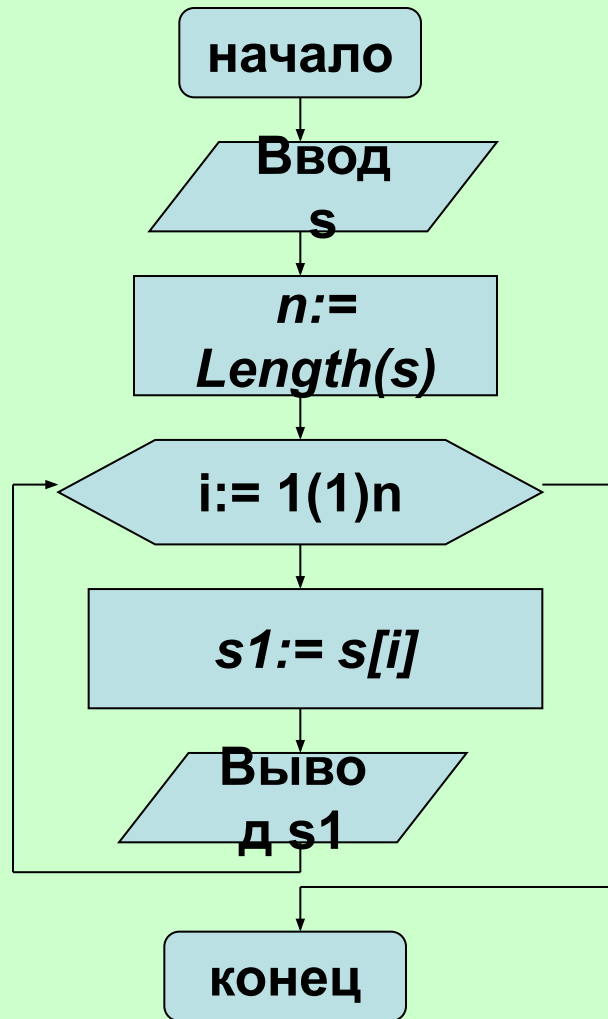 начало
Ввод
s
n:=
Length(s)
i:= 1(1)n
s1:= s[i]
Выво
д s1
конец